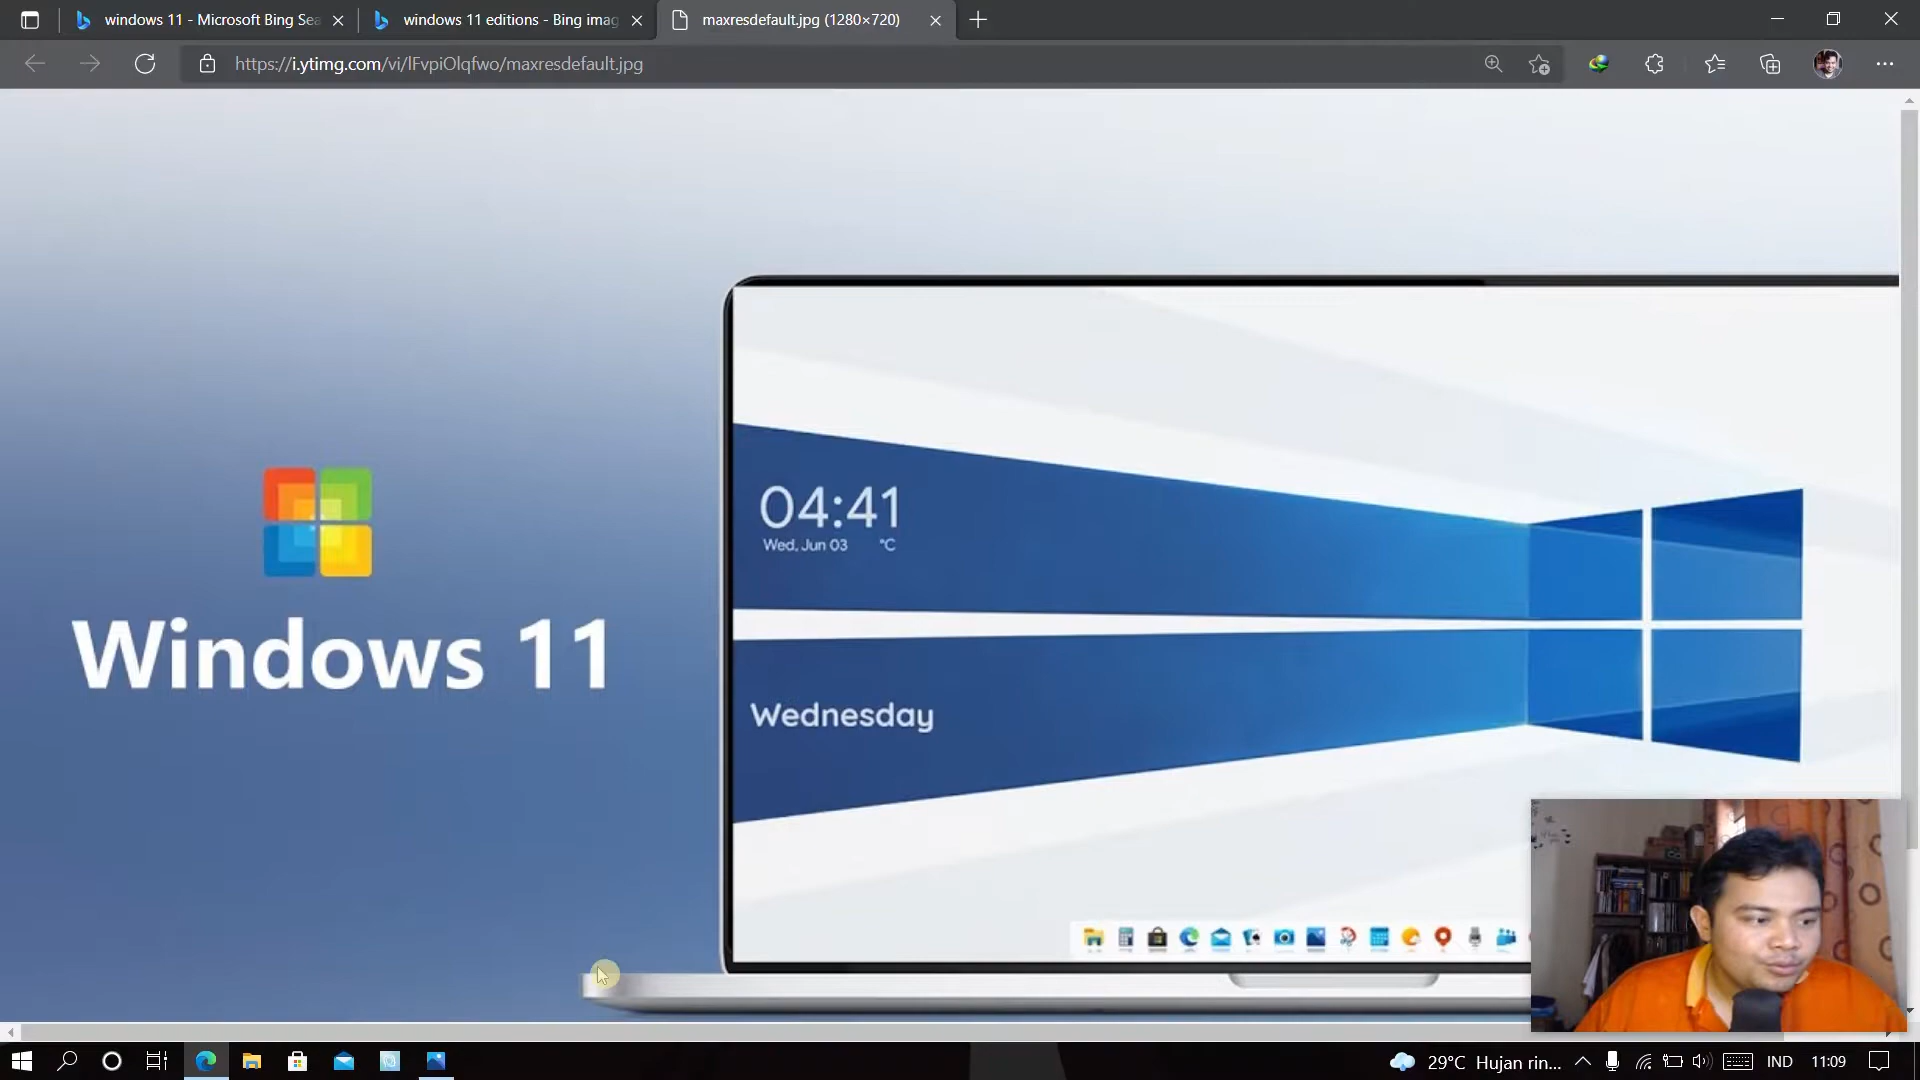 windows 11 - Microsoft Bing Sea
windows 11 editions - Bing imag
maxresdefault.jpg (1280×720)
https://i.ytimg.com/vi/lFvpiOlqfwo/maxresdefault.jpg
04:41
Wed, Jun 03 °C
Windows 11
Wednesday
29°C Hujan rin...
IND
11:09